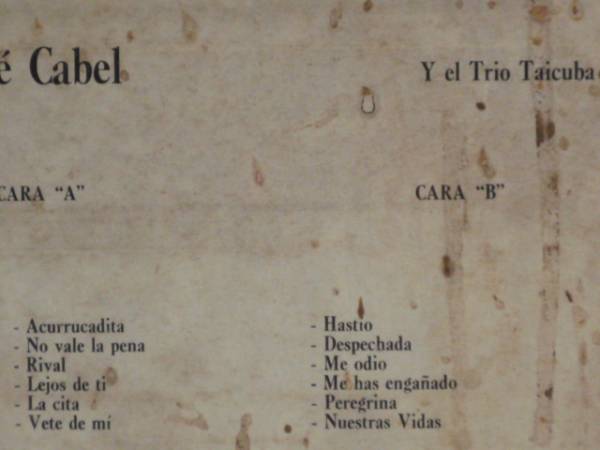 é Cabel
Y el Trio Taicuba
CARA "A"
- Acurrucadita
- No vale la pena
- Rival
- Lejos de ti
- La cita
- Vete de mí
CARA "B"
- Hastío
- Despechada
- Me odio
- Me has engañado
- Peregrina
- Nuestras Vidas